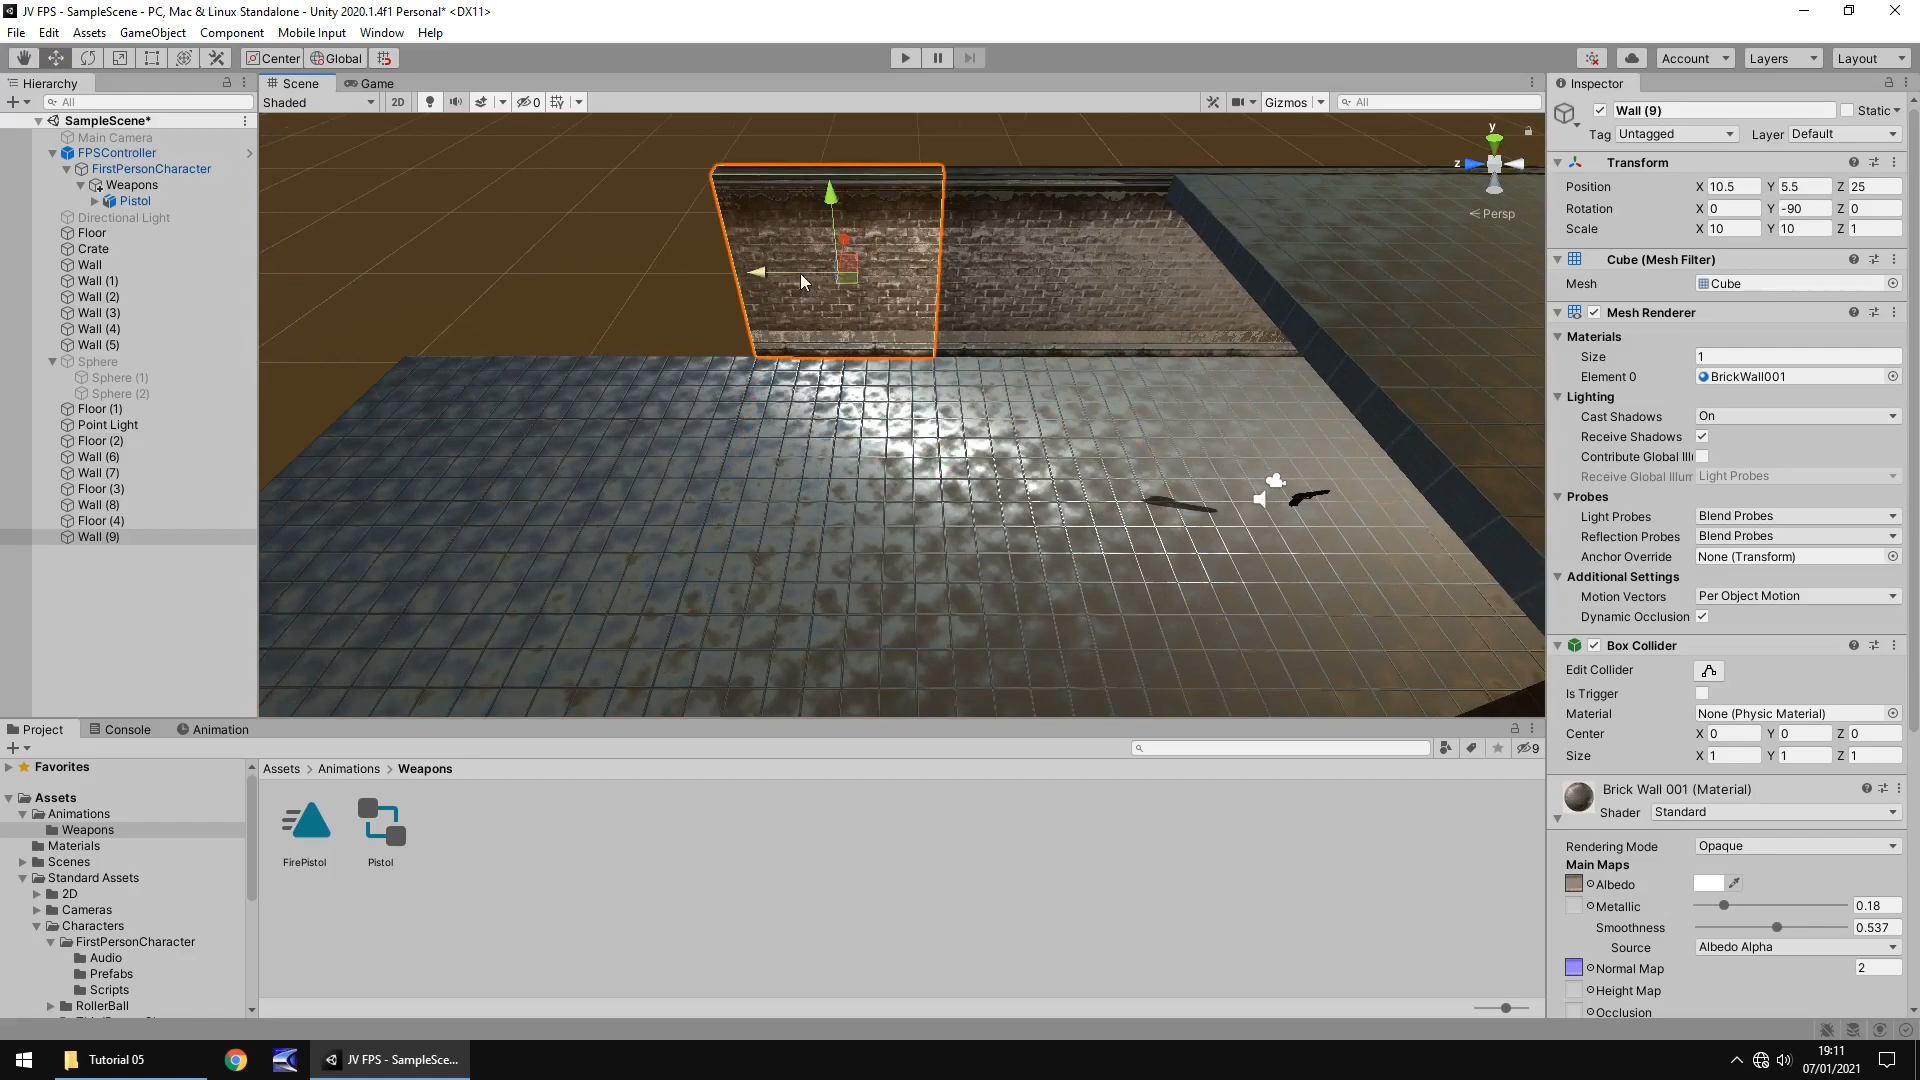 JV FPS - SampleScene - PC, Mac & Linux Standalone - Unity 2020.1.4f1 Personal* <DX11>
File Edit Assets GameObject Component Mobile Input Window Help
Center Global Account Layers Layout
Hierarchy
All
SampleScene*
Main Camera
FPSController
FirstPersonCharacter
Weapons
Pistol
Directional Light
Floor
Crate
Wall
Wall (1)
Wall (2)
Wall (3)
Wall (4)
Wall (5)
Sphere
Sphere (1)
Sphere (2)
Floor (1)
Point Light
Floor (2)
Wall (6)
Wall (7)
Floor (3)
Wall (8)
Floor (4)
Wall (9)
Scene Game
Shaded 2D 0 Gizmos All
y
z
Persp
Inspector
Wall (9) Static
Tag Untagged Layer Default
Transform
Position X 10.5 Y 5.5 Z 25
Rotation X 0 Y -90 Z 0
Scale X 10 Y 10 Z 1
Cube (Mesh Filter)
Mesh Cube
Mesh Renderer
Materials
Size 1
Element 0 BrickWall001
Lighting
Cast Shadows On
Receive Shadows
Contribute Global Illu
Receive Global Illum Light Probes
Probes
Light Probes Blend Probes
Reflection Probes Blend Probes
Anchor Override None (Transform)
Additional Settings
Motion Vectors Per Object Motion
Dynamic Occlusion
Box Collider
Edit Collider
Is Trigger
Material None (Physic Material)
Center X 0 Y 0 Z 0
Size X 1 Y 1 Z 1
Brick Wall 001 (Material)
Shader Standard
Rendering Mode Opaque
Main Maps
Albedo
Metallic 0.18
Smoothness 0.537
Source Albedo Alpha
Normal Map 2
Height Map
Occlusion
Project Console Animation
9
Favorites
Assets
Animations
Weapons
Materials
Scenes
Standard Assets
2D
Cameras
Characters
FirstPersonCharacter
Audio
Prefabs
Scripts
RollerBall
Assets > Animations > Weapons
FirePistol
Pistol
Tutorial 05
JV FPS - SampleSce...
19:11
07/01/2021